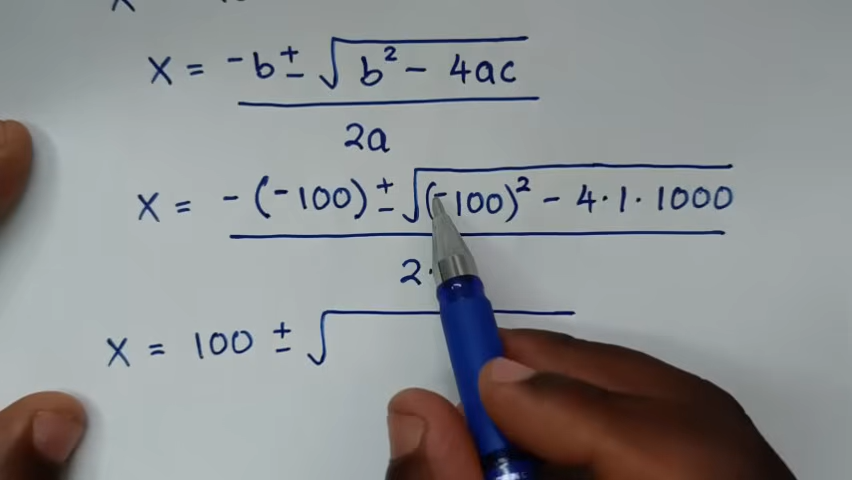 x = -b ± √(b² - 4ac)
2a
x = -(-100) ± √((-100)² - 4·1·1000)
2·
x = 100 ± √